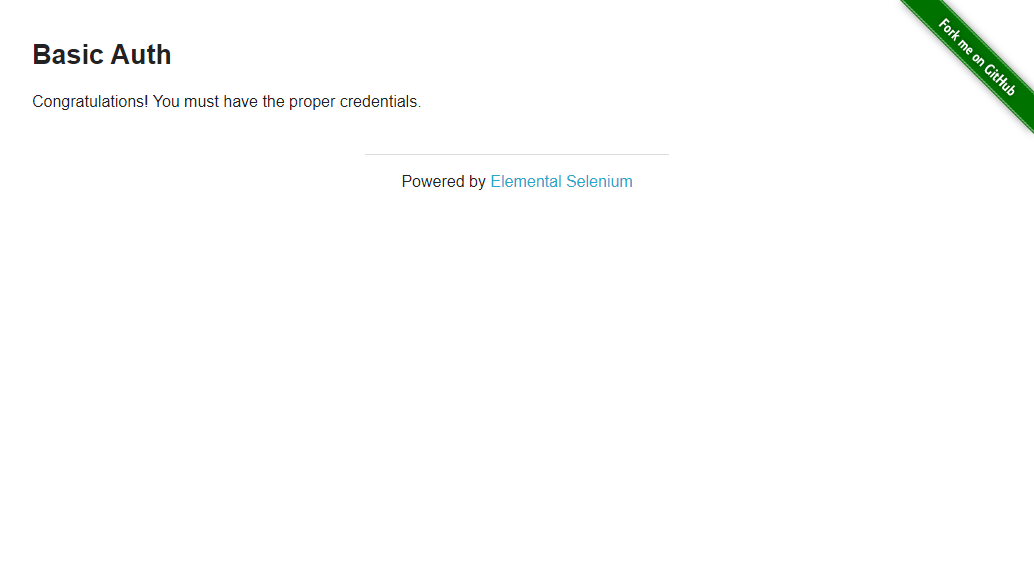 Basic Auth
Fork me on GitHub
Congratulations! You must have the proper credentials.
Powered by Elemental Selenium